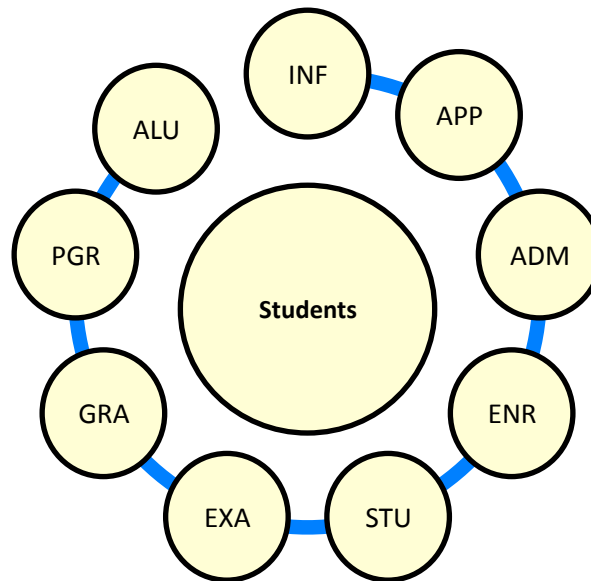 INF
APP
ADM
ENR
STU
EXA
GRA
PGR
ALU
Students